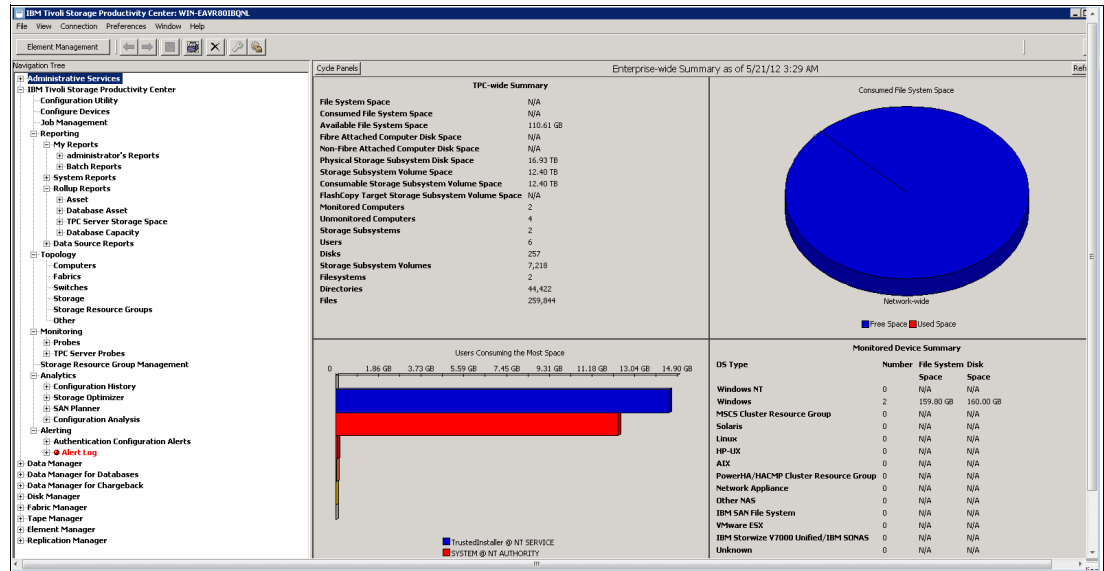 IBM Tivoli Storage Productivity Center: WIN-EAVR80IBQNL
File View Connection Preferences Window Help
Element Management
Navigation Tree
Administrative Services
IBM Tivoli Storage Productivity Center
Configuration Utility
Configure Devices
Job Management
Reporting
My Reports
administrator's Reports
Batch Reports
System Reports
Rollup Reports
Asset
Database Asset
TPC Server Storage Space
Database Capacity
Data Source Reports
Topology
Computers
Fabrics
Switches
Storage
Storage Resource Groups
Other
Monitoring
Probes
TPC Server Probes
Storage Resource Group Management
Analytics
Configuration History
Storage Optimizer
SAN Planner
Configuration Analysis
Alerting
Authentication Configuration Alerts
Alert Log
Data Manager
Data Manager for Databases
Data Manager for Chargeback
Disk Manager
Fabric Manager
Tape Manager
Element Manager
Replication Manager
Cycle Panels Enterprise-wide Summary as of 5/21/12 3:29 AM Refr
TPC-wide Summary
File System Space N/A
Consumed File System Space N/A
Available File System Space 110.61 GB
Fibre Attached Computer Disk Space N/A
Non-Fibre Attached Computer Disk Space N/A
Physical Storage Subsystem Disk Space 16.93 TB
Storage Subsystem Volume Space 12.40 TB
Consumable Storage Subsystem Volume Space 12.40 TB
FlashCopy Target Storage Subsystem Volume Space N/A
Monitored Computers 2
Unmonitored Computers 4
Storage Subsystems 2
Users 6
Disks 257
Storage Subsystem Volumes 7,218
Filesystems 2
Directories 44,422
Files 259,844
Consumed File System Space
Network-wide
Free Space Used Space
Users Consuming the Most Space
0 1.86 GB 3.73 GB 5.59 GB 7.45 GB 9.31 GB 11.18 GB 13.04 GB 14.90 GB
TrustedInstaller @ NT SERVICE
SYSTEM @ NT AUTHORITY
Monitored Device Summary
OS Type Number File System Disk
Space Space
Windows NT 0 N/A N/A
Windows 2 159.80 GB 160.00 GB
MSCS Cluster Resource Group 0 N/A N/A
Solaris 0 N/A N/A
Linux 0 N/A N/A
HP-UX 0 N/A N/A
AIX 0 N/A N/A
PowerHA/HACMP Cluster Resource Group 0 N/A N/A
Network Appliance 0 N/A N/A
Other NAS 0 N/A N/A
IBM SAN File System 0 N/A N/A
VMware ESX 0 N/A N/A
IBM Storwize V7000 Unified/IBM SONAS 0 N/A N/A
Unknown 0 N/A N/A